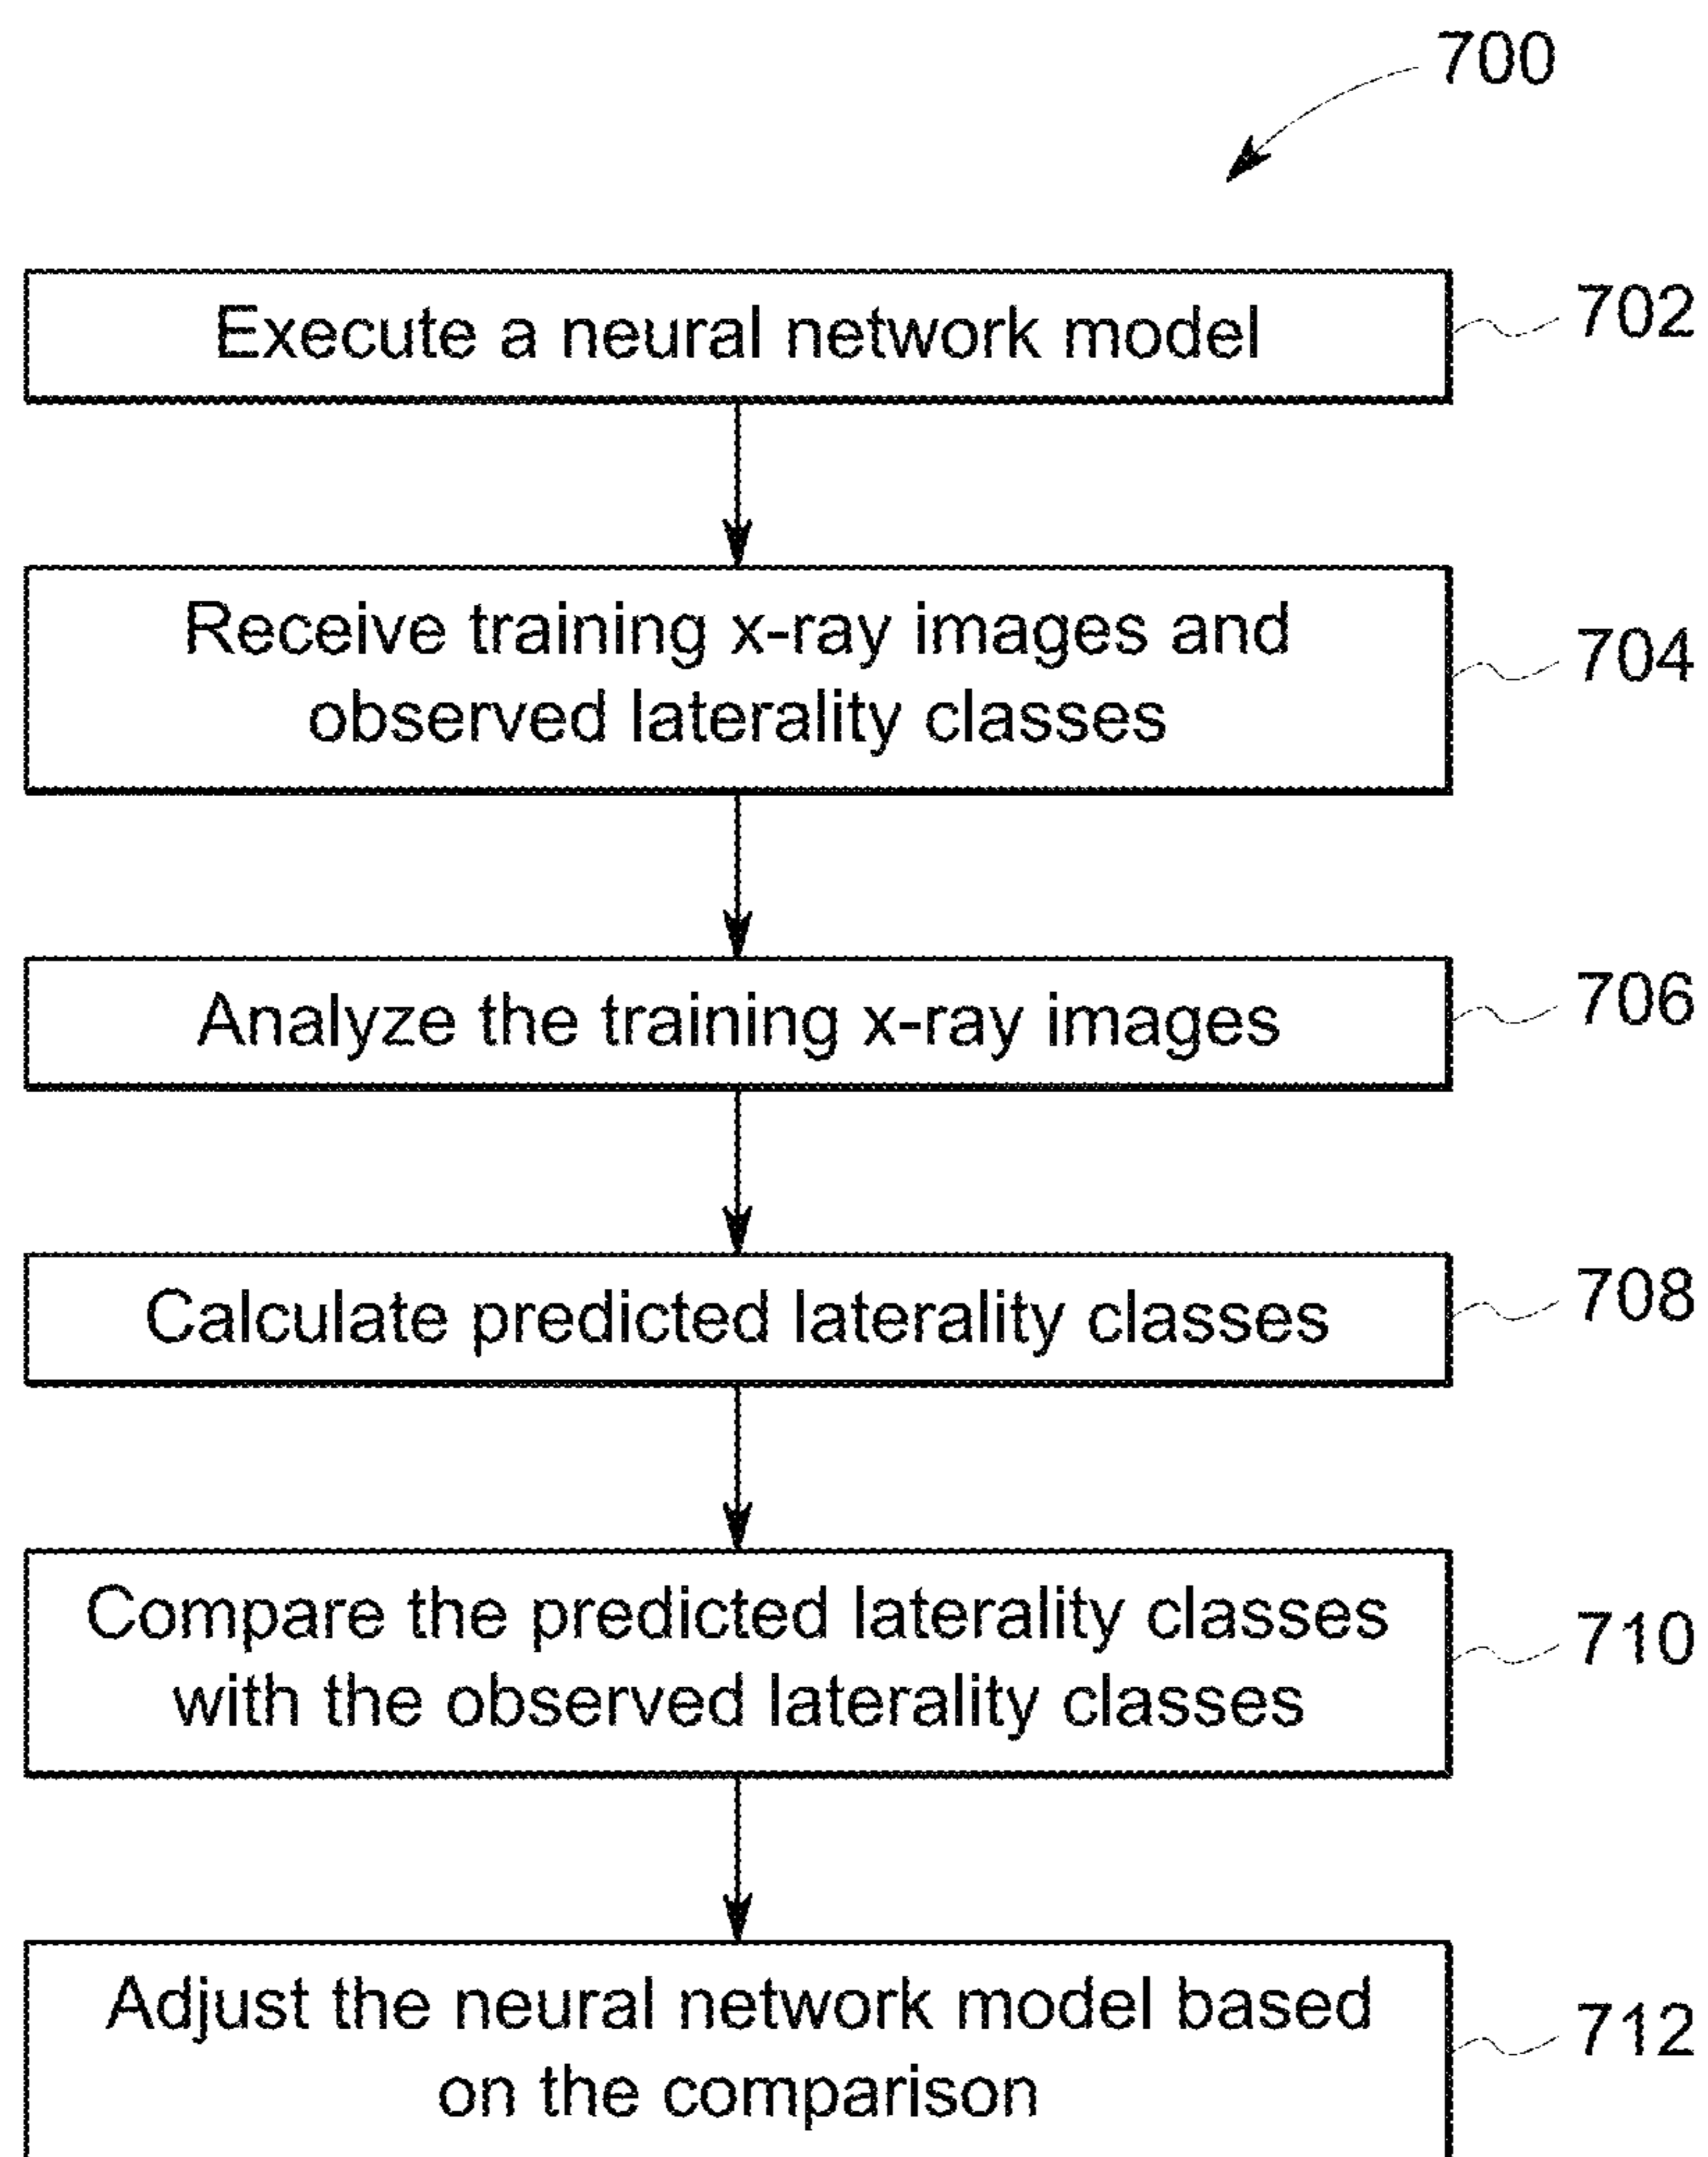 700
Execute a neural network model
702
Receive training x-ray images and
observed laterality classes
704
Analyze the training x-ray images
706
Calculate predicted laterality classes
708
Compare the predicted laterality classes
with the observed laterality classes
710
Adjust the neural network model based
on the comparison
712